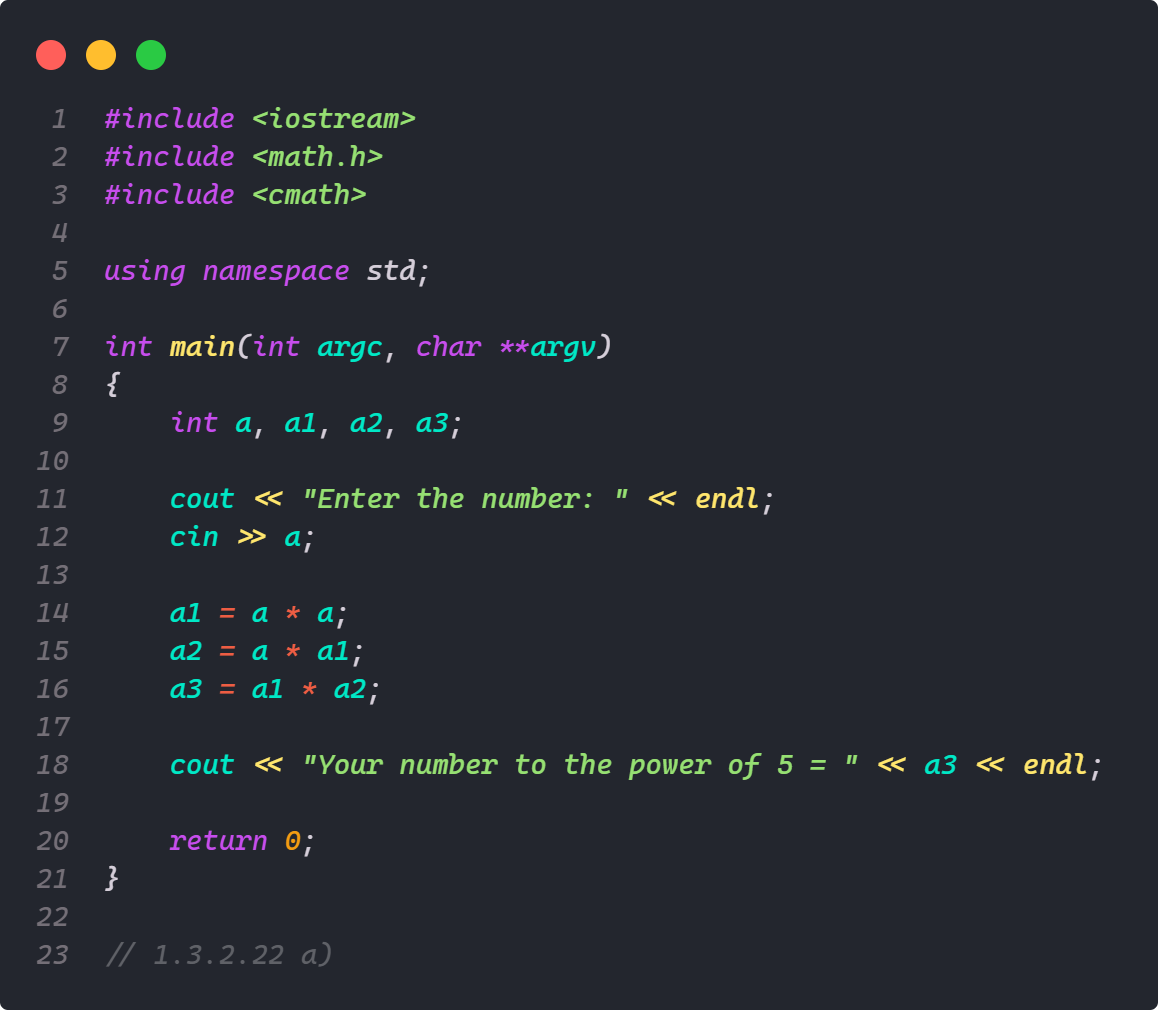 1 #include <iostream>
2 #include <math.h>
3 #include <cmath>
4
5 using namespace std;
6
7 int main(int argc, char **argv)
8 {
9     int a, a1, a2, a3;
10
11     cout << "Enter the number: " << endl;
12     cin >> a;
13
14     a1 = a * a;
15     a2 = a * a1;
16     a3 = a1 * a2;
17
18     cout << "Your number to the power of 5 = " << a3 << endl;
19
20     return 0;
21 }
22
23 // 1.3.2.22 a)